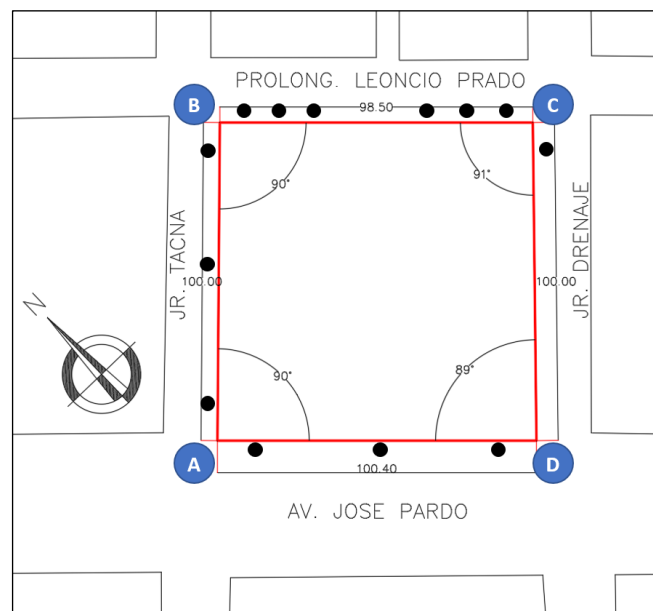 PROLONG. LEONCIO PRADO
B
98.50
C
90°
91°
JR. TACNA
100.00
100.00
JR. DRENAJE
N
90°
89°
A
100.40
D
AV. JOSE PARDO